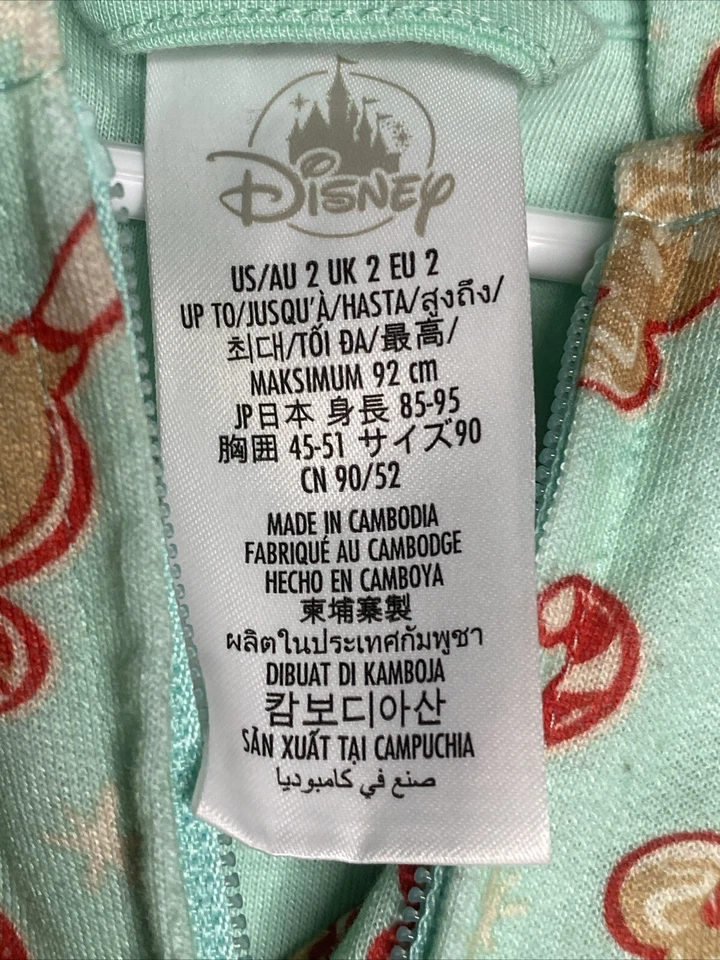 DISNEY
US/AU 2 UK 2 EU 2
UP TO/JUSQU'À/HASTA/สูงถึง/
최대/TỐI ĐA/最高/
MAKSIMUM 92 cm
JP日本 身長 85-95
胸囲 45-51 サイズ90
CN 90/52
MADE IN CAMBODIA
FABRIQUÉ AU CAMBODGE
HECHO EN CAMBOYA
柬埔寨製
ผลิตในประเทศกัมพูชา
DIBUAT DI KAMBOJA
캄보디아산
SẢN XUẤT TẠI CAMPUCHIA
صنع في كامبوديا